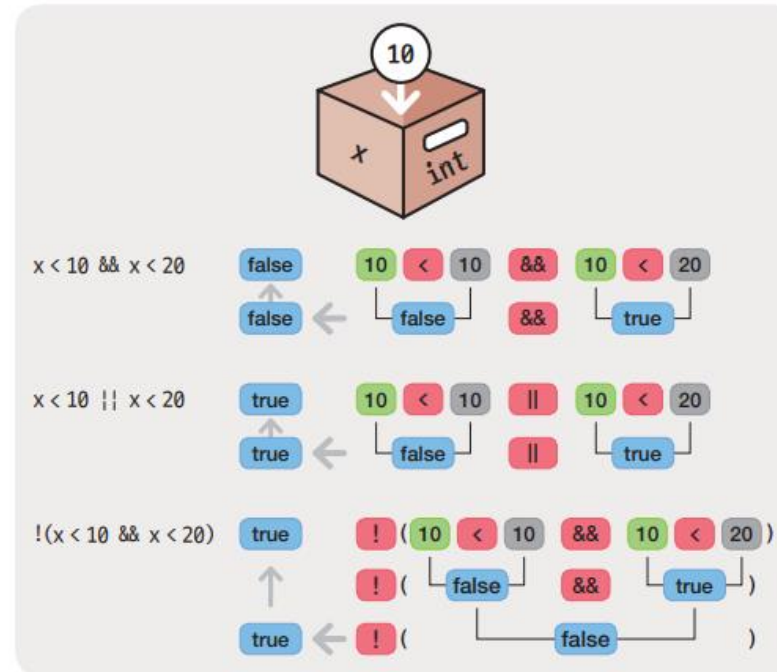 10
x int
x < 10 && x < 20 false 10 < 10 && 10 < 20
false false && true
x < 10 || x < 20 true 10 < 10 || 10 < 20
true false || true
!(x < 10 && x < 20) true ! ( 10 < 10 && 10 < 20 )
! ( false && true )
true ! ( false )